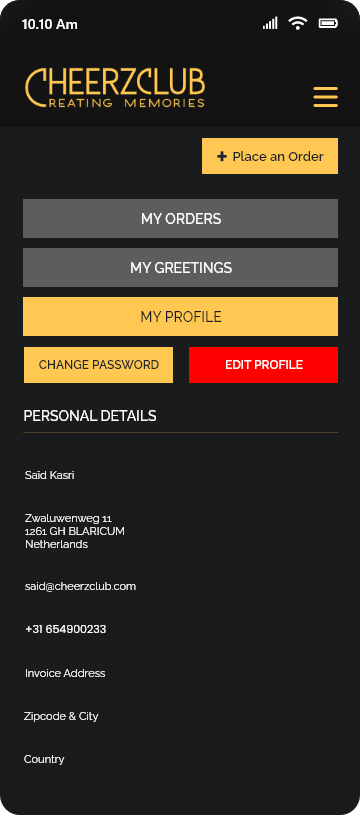 10.10 Am
CHEERZCLUB
REATING MEMORIES
Place an Order
MY ORDERS
MY GREETINGS
MY PROFILE
CHANGE PASSWORD
EDIT PROFILE
PERSONAL DETAILS
Saïd Kasri
Zwaluwenweg 11
1261 GH BLARICUM
Netherlands
said@cheerzclub.com
+31 654900233
Invoice Address
Zipcode & City
Country